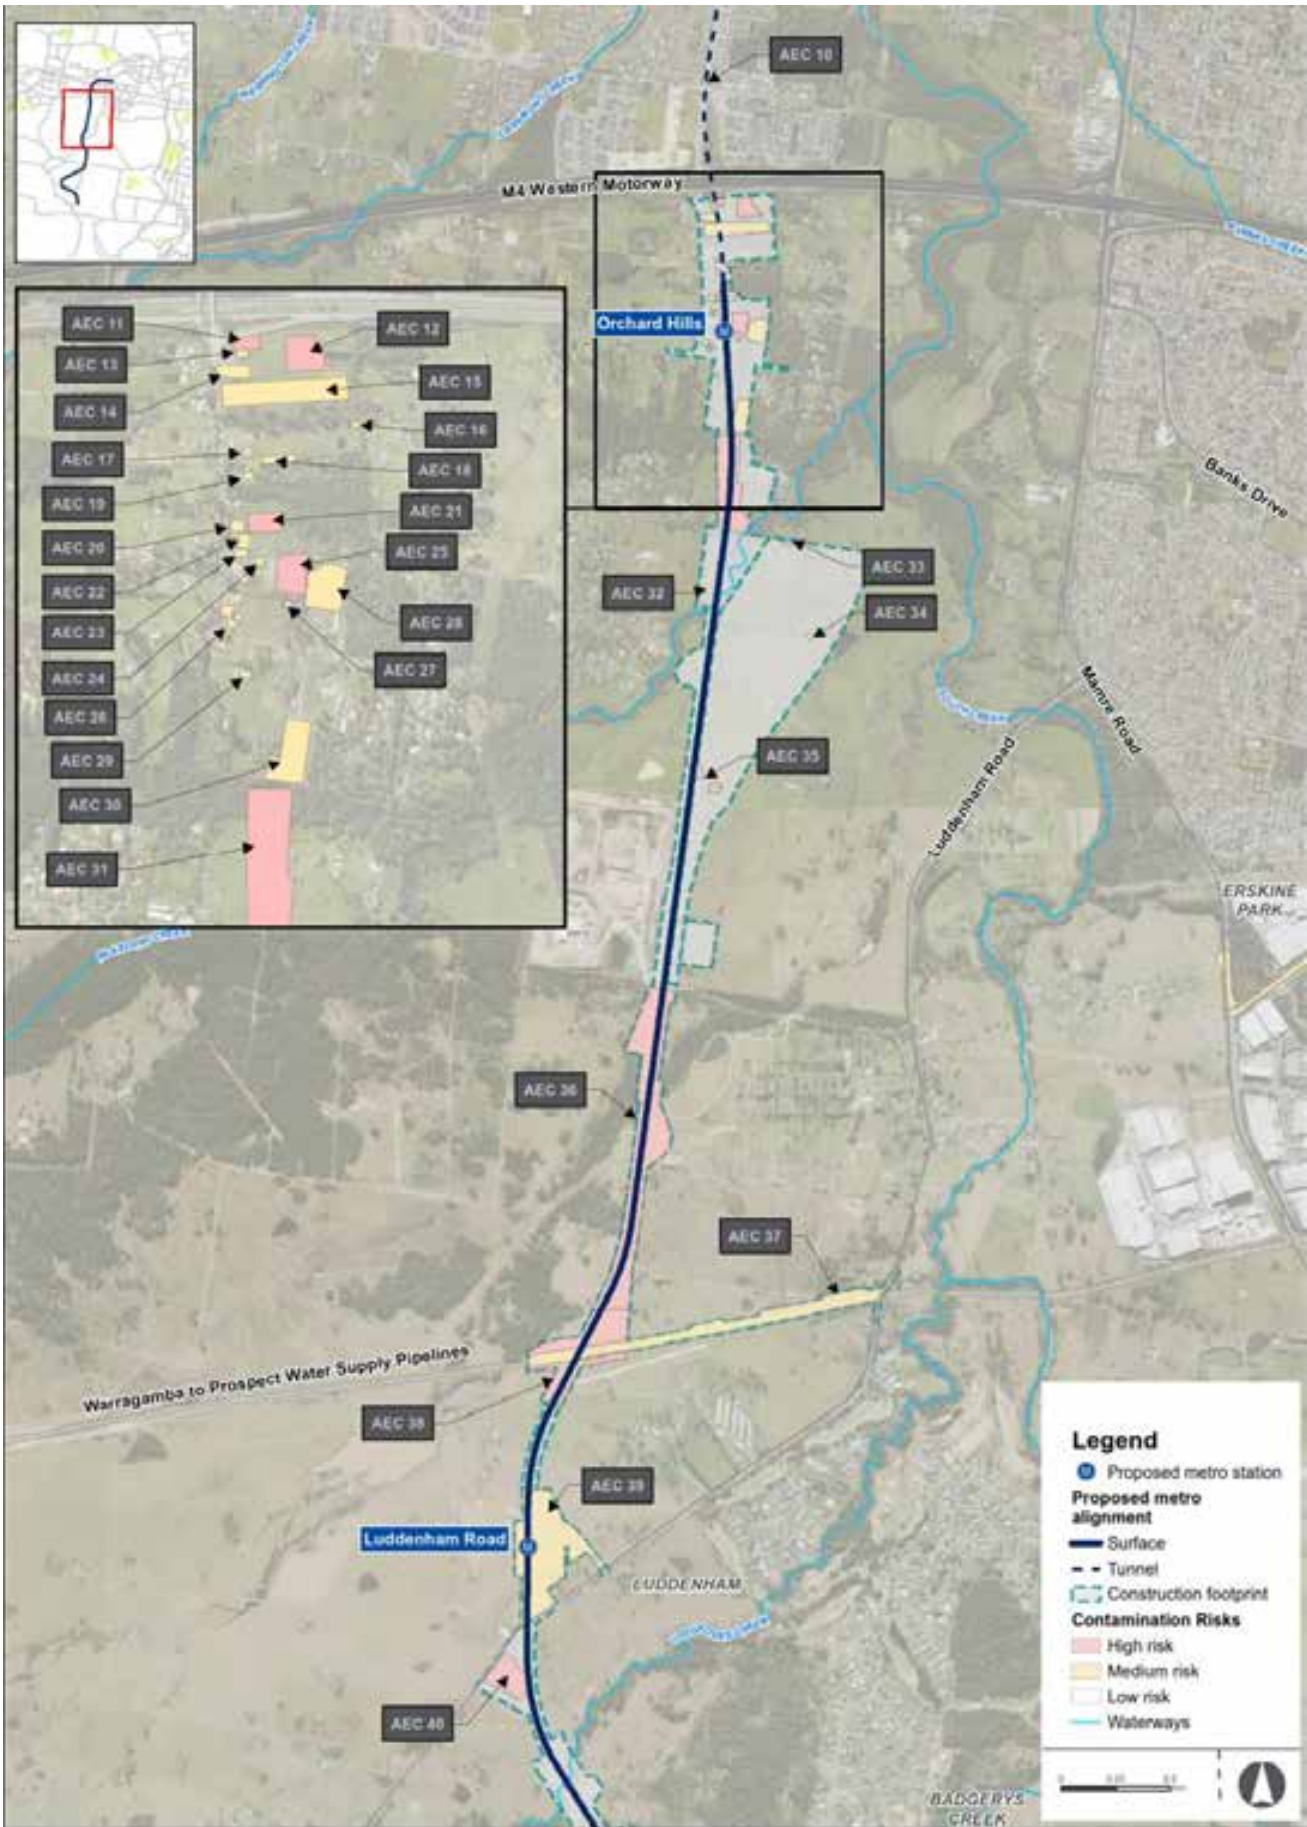 AEC 10
M4 Western Motorway
Orchard Hills
AEC 11
AEC 12
AEC 13
AEC 15
AEC 14
AEC 16
AEC 17
AEC 18
AEC 19
AEC 21
AEC 20
AEC 25
AEC 22
AEC 28
AEC 23
AEC 27
AEC 24
AEC 26
AEC 29
AEC 30
AEC 31
Banks Drive
AEC 33
AEC 32
AEC 34
SOUTH CREEK
Mamre Road
Luddenham Road
AEC 35
ERSKINE
PARK
AEC 36
AEC 37
Warragamba to Prospect Water Supply Pipelines
AEC 38
AEC 39
Luddenham Road
LUDDENHAM
AEC 40
BADGERYS
CREEK
Legend
Proposed metro station
Proposed metro
alignment
Surface
Tunnel
Construction footprint
Contamination Risks
High risk
Medium risk
Low risk
Waterways